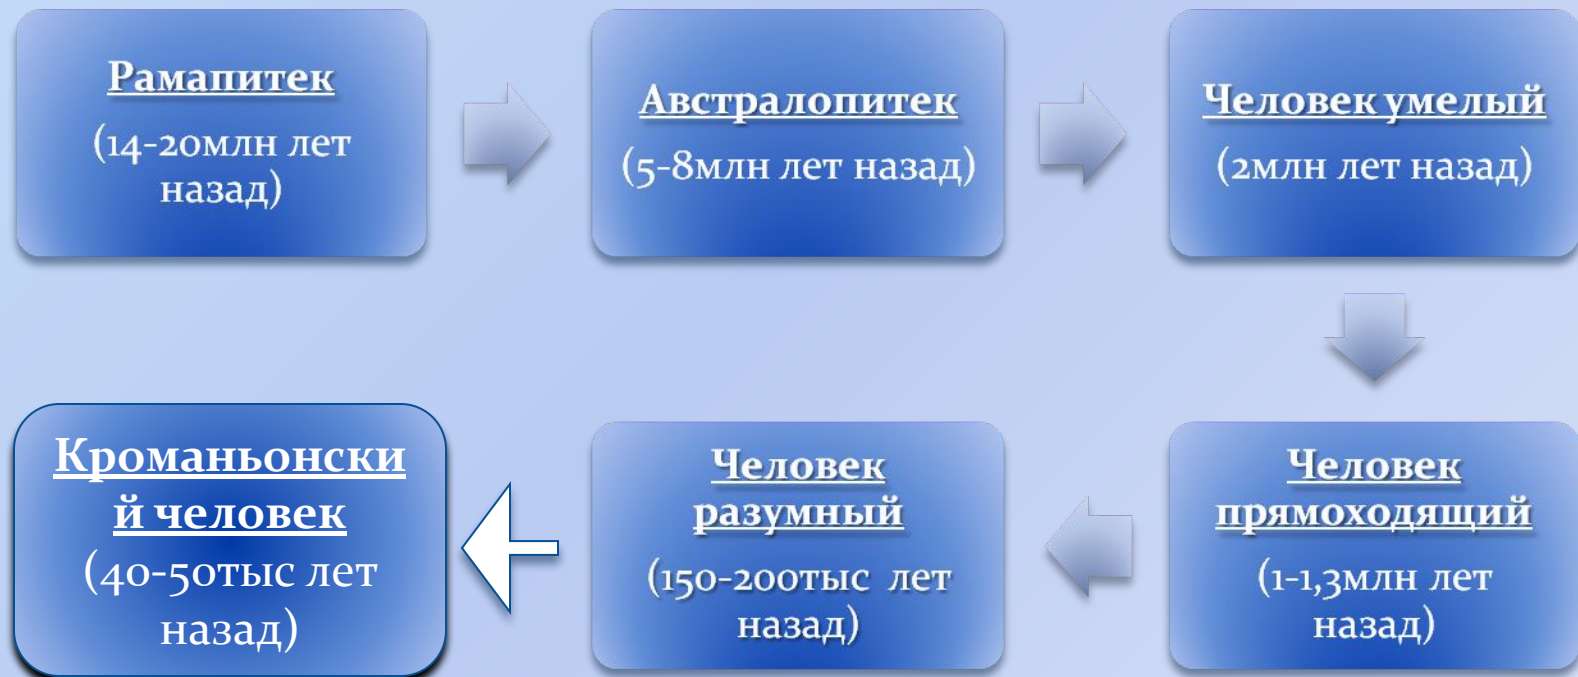 Рамапитек
(14-20млн лет
назад)
Австралопитек
(5-8млн лет назад)
Человек умелый
(2млн лет назад)
Человек
прямоходящий
(1-1,3млн лет
назад)
Человек
разумный
(150-200тыс лет
назад)
Кроманьонски
й человек
(40-50тыс лет
назад)